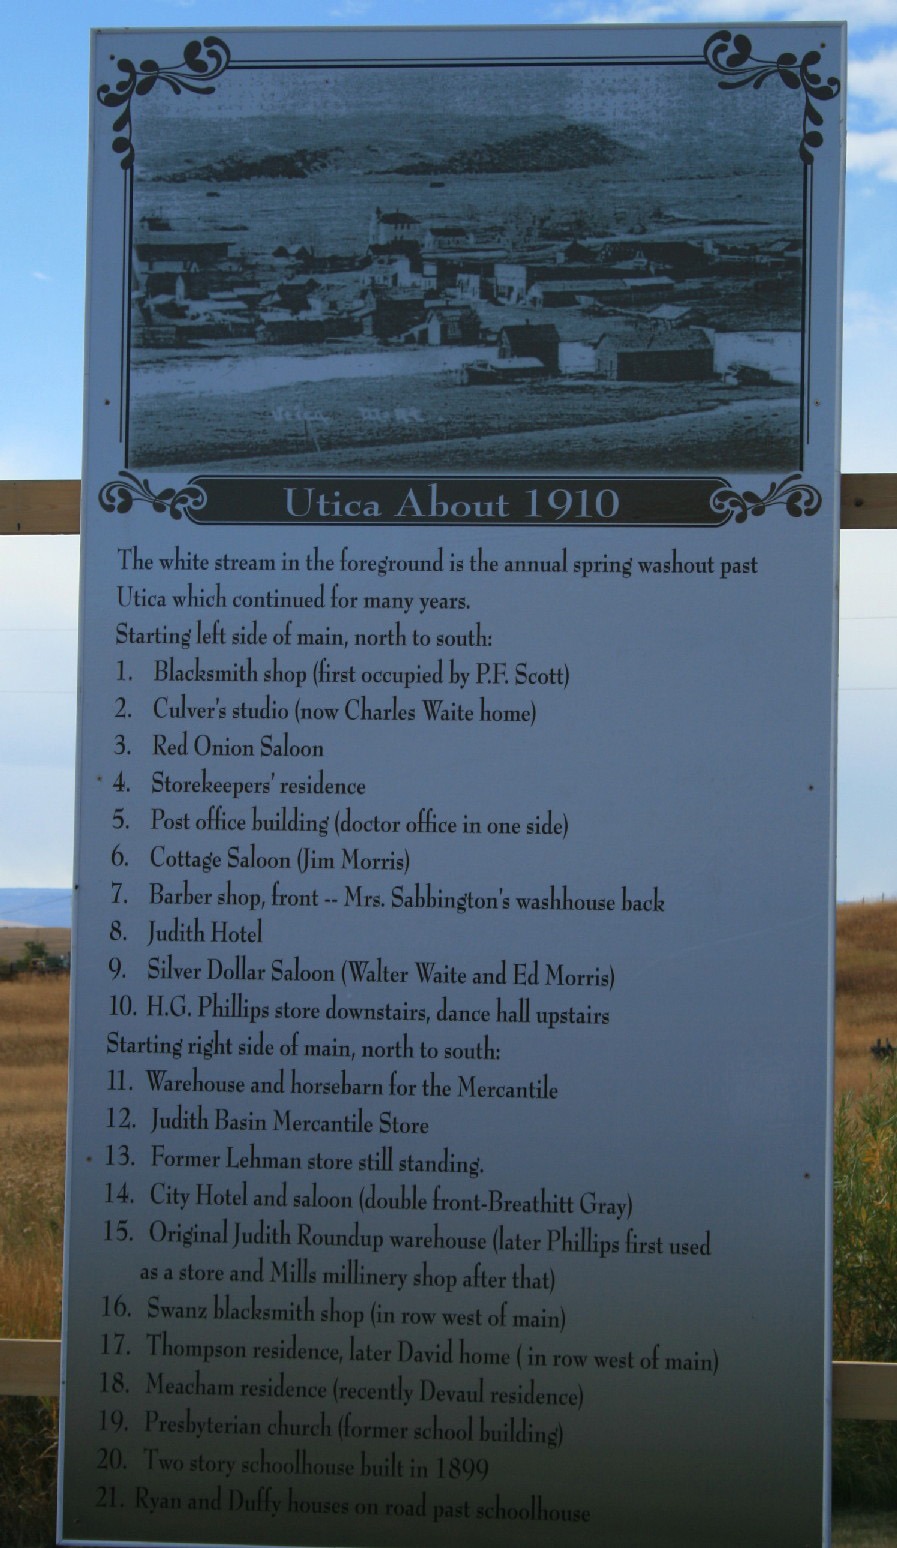 Utica Mont
Utica About 1910
The white stream in the foreground is the annual spring washout past
Utica which continued for many years.
Starting left side of main, north to south:
1. Blacksmith shop (first occupied by P.F. Scott)
2. Culver's studio (now Charles Waite home)
3. Red Onion Saloon
4. Storekeepers' residence
5. Post office building (doctor office in one side)
6. Cottage Saloon (Jim Morris)
7. Barber shop, front -- Mrs. Sabbington's washhouse back
8. Judith Hotel
9. Silver Dollar Saloon (Walter Waite and Ed Morris)
10. H.G. Phillips store downstairs, dance hall upstairs
Starting right side of main, north to south:
11. Warehouse and horsebarn for the Mercantile
12. Judith Basin Mercantile Store
13. Former Lehman store still standing.
14. City Hotel and saloon (double front-Breathitt Gray)
15. Original Judith Roundup warehouse (later Phillips first used
as a store and Mills millinery shop after that)
16. Swanz blacksmith shop (in row west of main)
17. Thompson residence, later David home ( in row west of main)
18. Meacham residence (recently Devaul residence)
19. Presbyterian church (former school building)
20. Two story schoolhouse built in 1899
21. Ryan and Duffy houses on road past schoolhouse